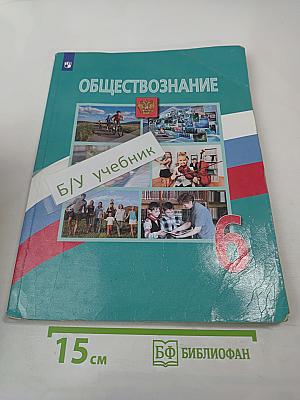 ОБЩЕСТВОЗНАНИЕ
Б/У учебник
6
15 см
БФ БИБЛИОФАН